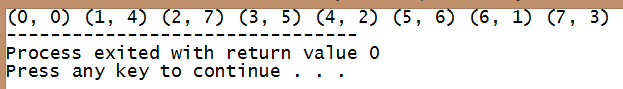 (0, 0) (1, 4) (2, 7) (3, 5) (4, 2) (5, 6) (6, 1) (7, 3)
--------------------------------
Process exited with return value 0
Press any key to continue . . .